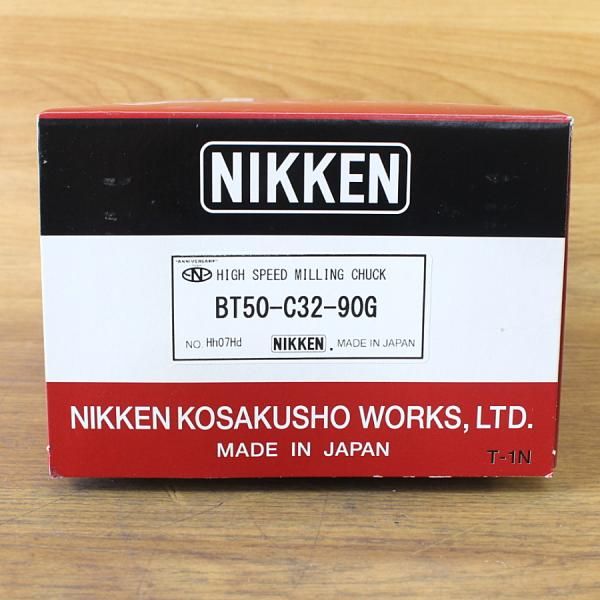 NIKKEN
"ANNIVERSARY"
N HIGH SPEED MILLING CHUCK
BT50-C32-90G
NO. Hh07Hd NIKKEN. MADE IN JAPAN
NIKKEN KOSAKUSHO WORKS, LTD.
MADE IN JAPAN
T-1N